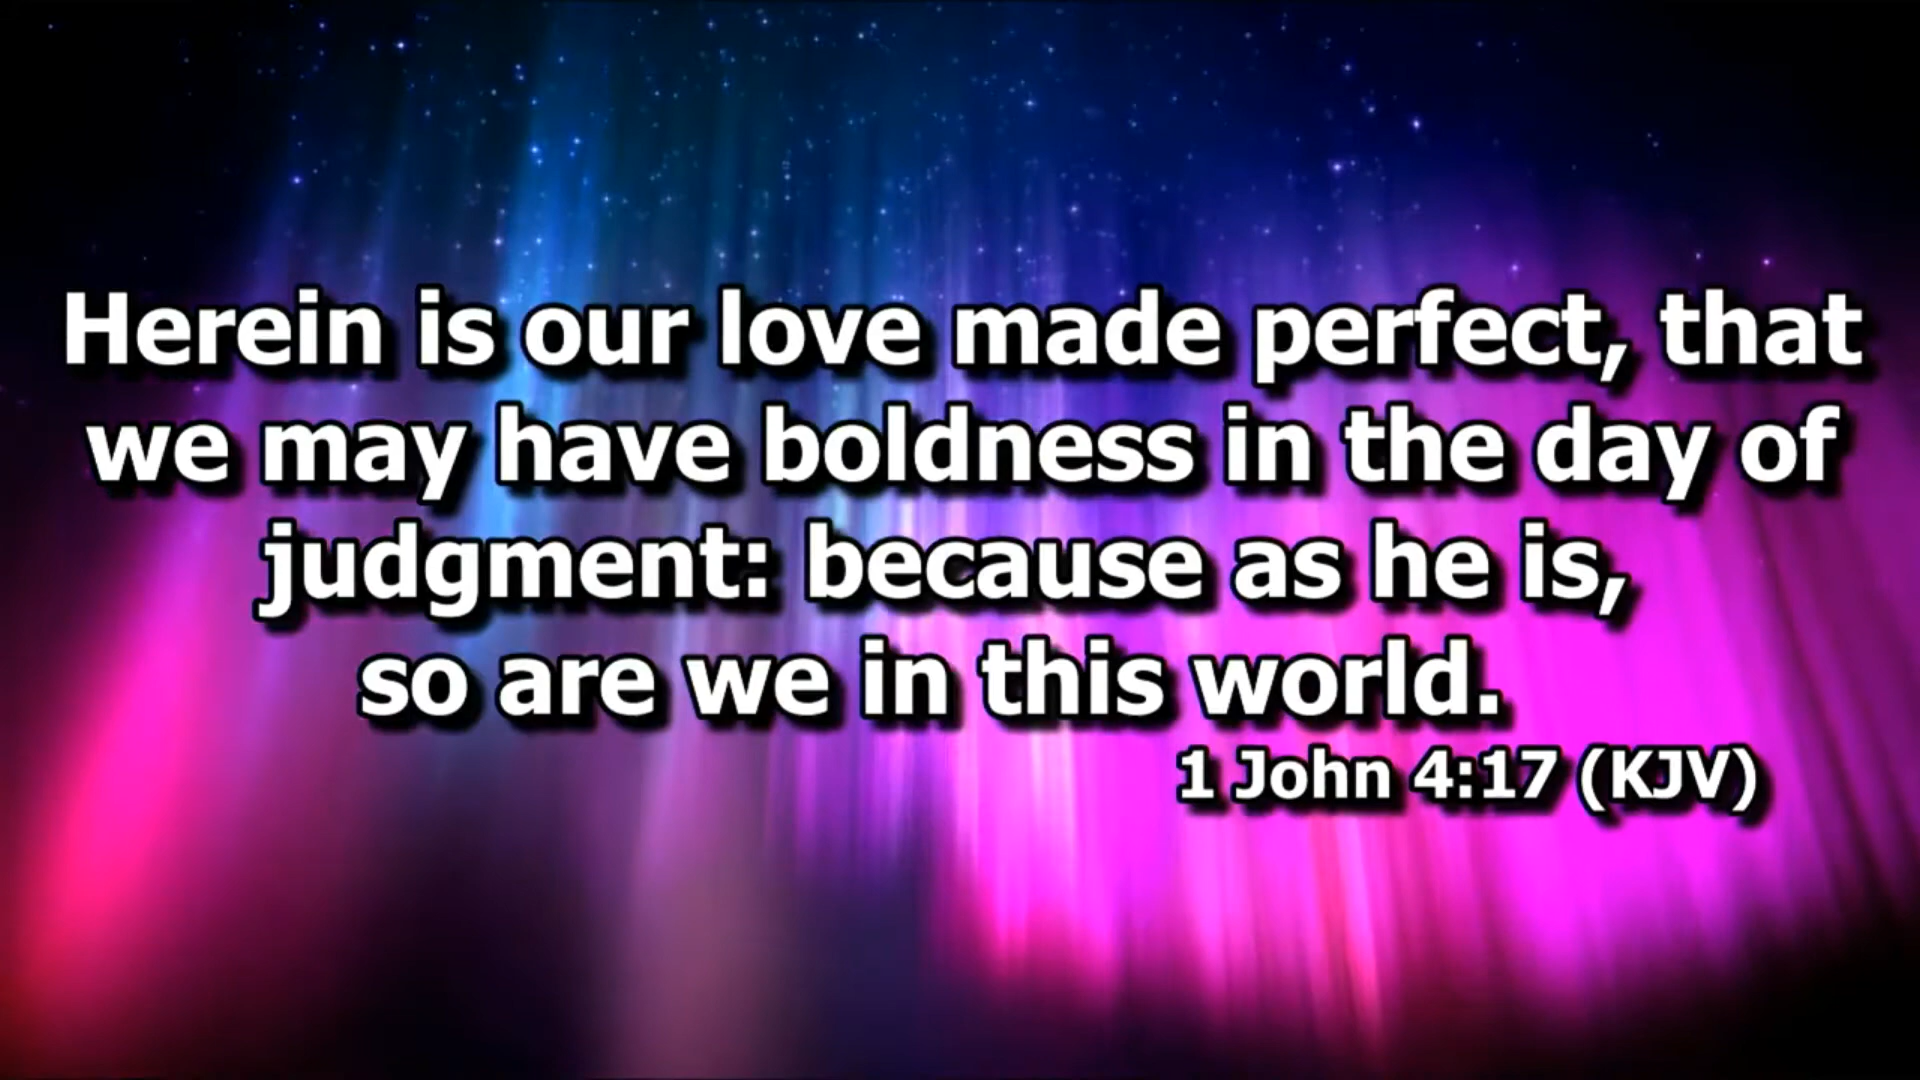 Herein is our love made perfect, that
we may have boldness in the day of
judgment: because as he is,
so are we in this world.
1 John 4:17 (KJV)